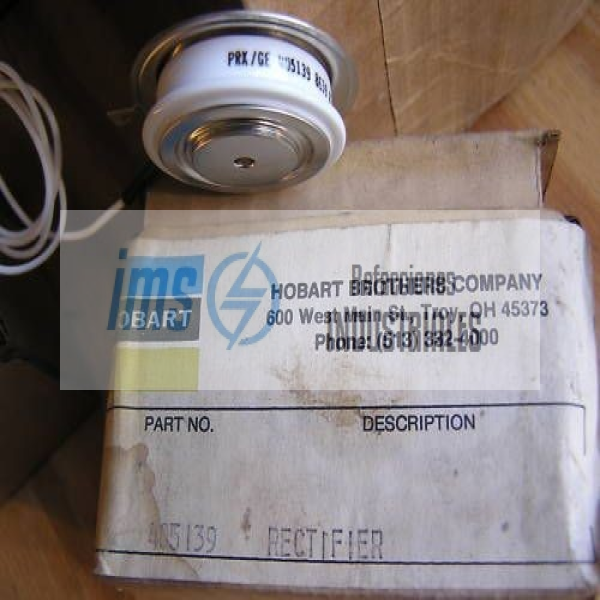 PRX/GE 405139
ims
Refacciones
INDUSTRIALES
HOBART
HOBART BROTHERS COMPANY
600 West Main St., Troy, OH 45373
Phone: (513) 332-4000
PART NO. DESCRIPTION
405139 RECTIFIER